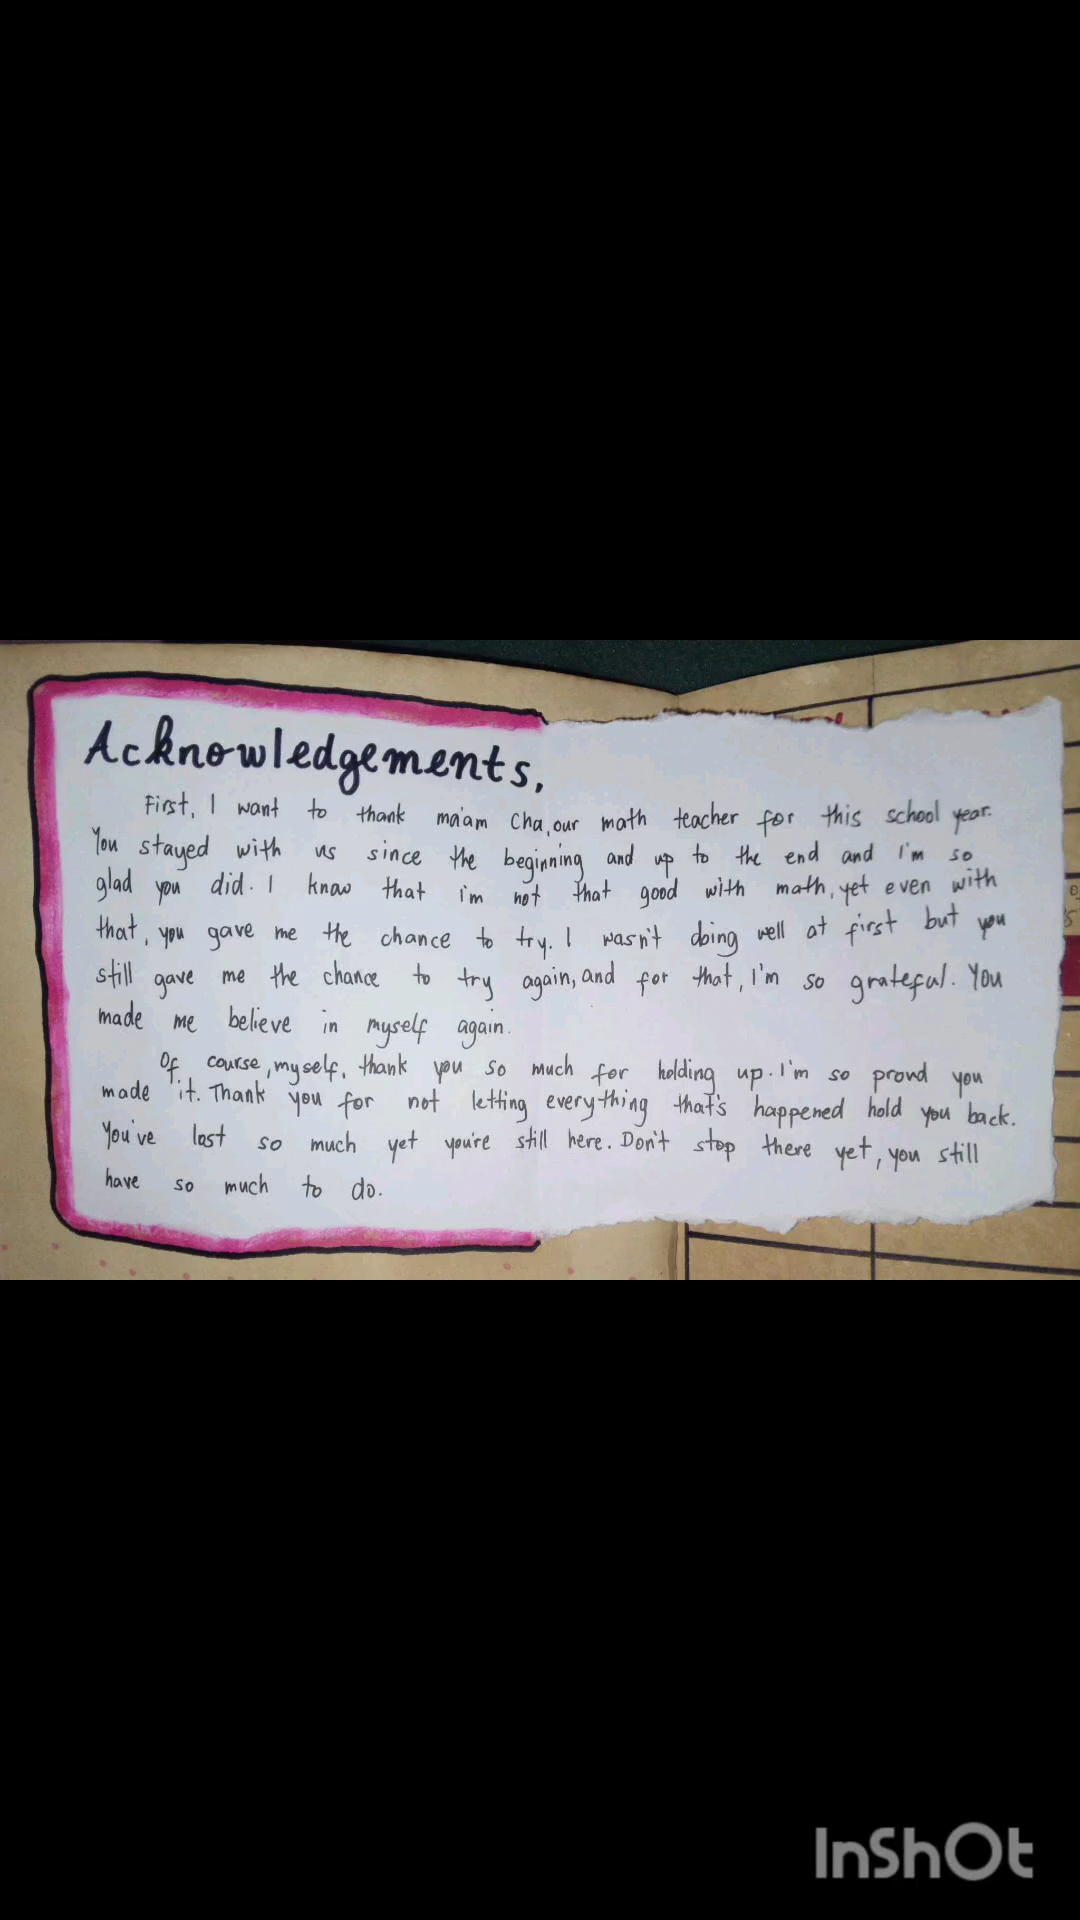 Acknowledgements,
First, I want to thank ma'am Cha, our math teacher for this school year.
You stayed with us since the beginning and up to the end and I'm so
glad you did. I know that i'm not that good with math, yet even with
that, you gave me the chance to try. I wasn't doing well at first but you
still gave me the chance to try again, and for that, I'm so grateful. You
made me believe in myself again.
Of course, myself, thank you so much for holding up. I'm so proud you
made it. Thank you for not letting everything that's happened hold you back.
You've lost so much yet you're still here. Don't stop there yet, you still
have so much to do.
InShOt